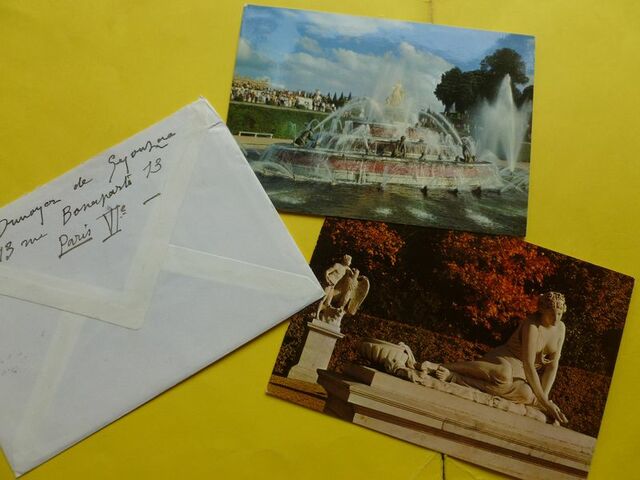 Dunoyer de Segonzac 13
13 rue Bonaparte
Paris VIe —